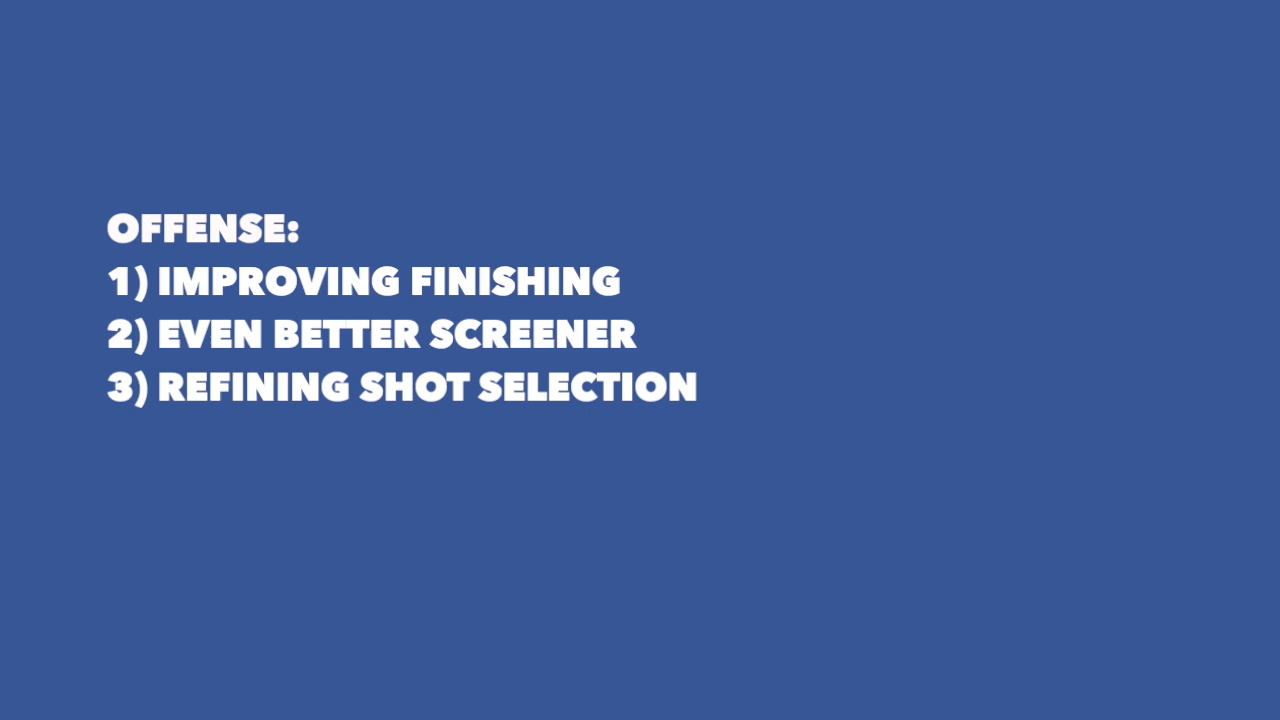 OFFENSE:
1) IMPROVING FINISHING
2) EVEN BETTER SCREENER
3) REFINING SHOT SELECTION